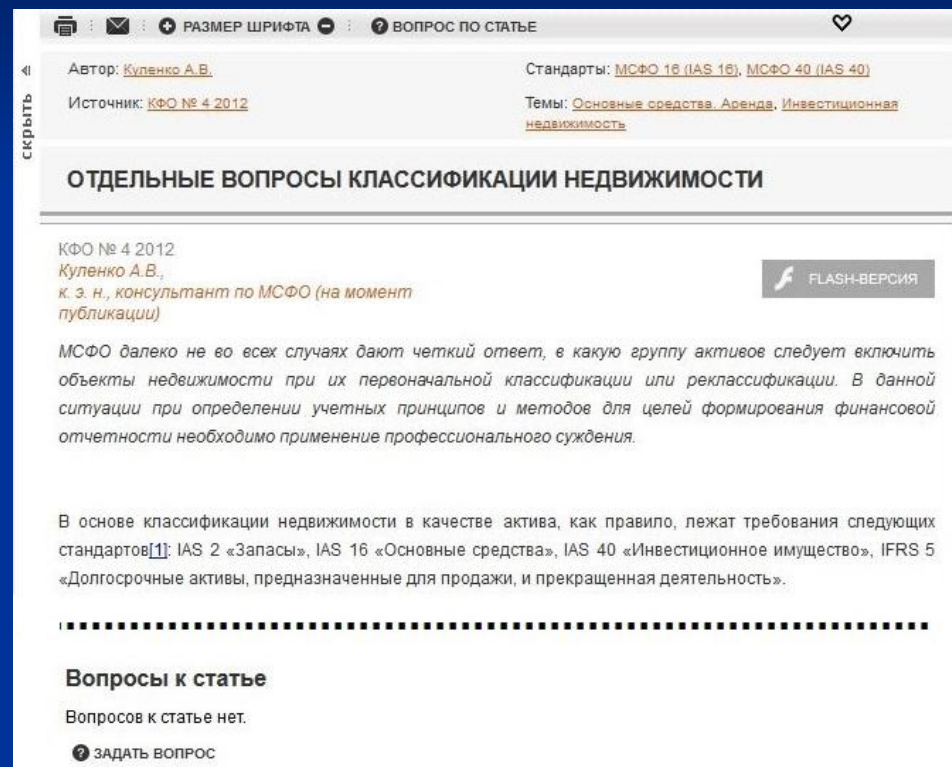 РАЗМЕР ШРИФТА ВОПРОС ПО СТАТЬЕ
скрыть
Автор: Куленко А.В. Стандарты: МСФО 16 (IAS 16), МСФО 40 (IAS 40)
Источник: КФО № 4 2012 Темы: Основные средства. Аренда, Инвестиционная
недвижимость
ОТДЕЛЬНЫЕ ВОПРОСЫ КЛАССИФИКАЦИИ НЕДВИЖИМОСТИ
КФО № 4 2012
Куленко А.В.,
к. э. н., консультант по МСФО (на момент
публикации)
FLASH-ВЕРСИЯ
МСФО далеко не во всех случаях дают четкий ответ, в какую группу активов следует включить
объекты недвижимости при их первоначальной классификации или реклассификации. В данной
ситуации при определении учетных принципов и методов для целей формирования финансовой
отчетности необходимо применение профессионального суждения.
В основе классификации недвижимости в качестве актива, как правило, лежат требования следующих
стандартов[1]: IAS 2 «Запасы», IAS 16 «Основные средства», IAS 40 «Инвестиционное имущество», IFRS 5
«Долгосрочные активы, предназначенные для продажи, и прекращенная деятельность».
Вопросы к статье
Вопросов к статье нет.
ЗАДАТЬ ВОПРОС